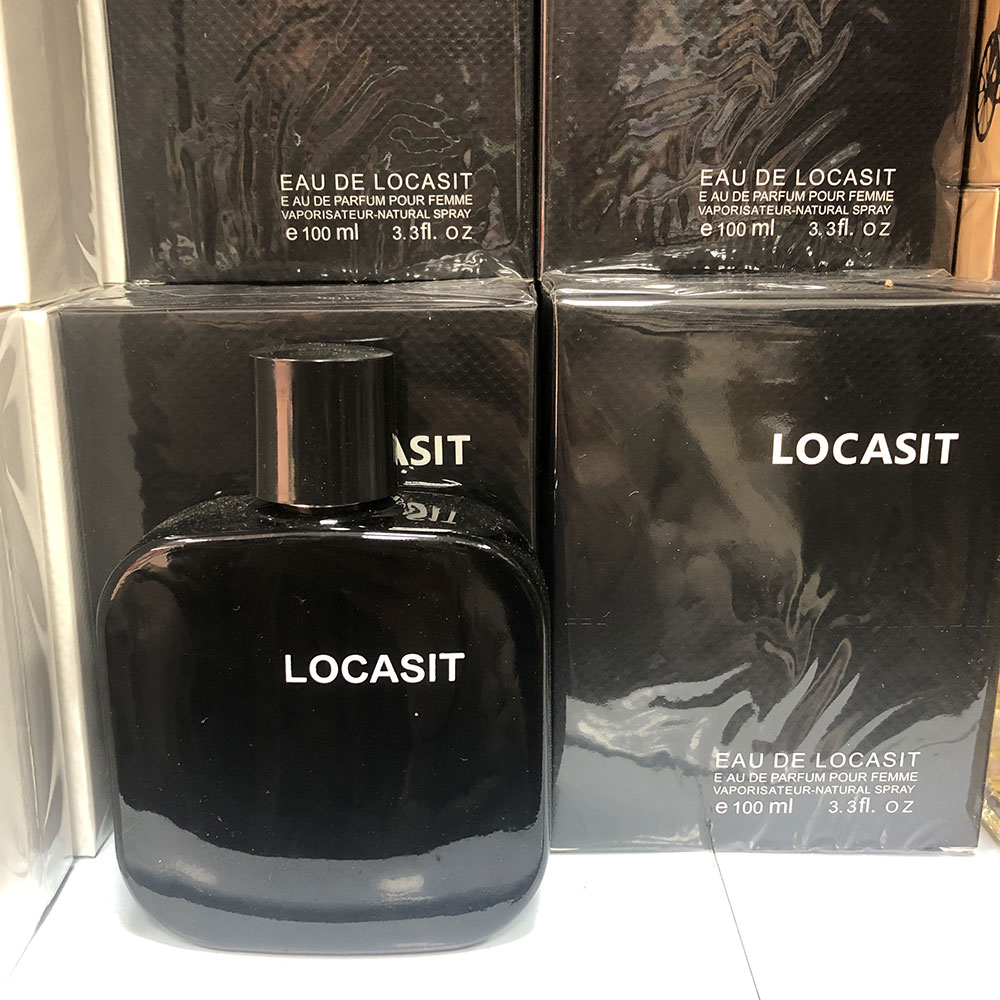 EAU DE LOCASIT
E AU DE PARFUM POUR FEMME
VAPORISATEUR-NATURAL SPRAY
e 100 ml 3.3fl. OZ
EAU DE LOCASIT
E AU DE PARFUM POUR FEMME
VAPORISATEUR-NATURAL SPRAY
e 100 ml 3.3fl. OZ
ASIT
LOCASIT
LOCASIT
EAU DE LOCASIT
E AU DE PARFUM POUR FEMME
VAPORISATEUR-NATURAL SPRAY
e 100 ml 3.3fl. OZ